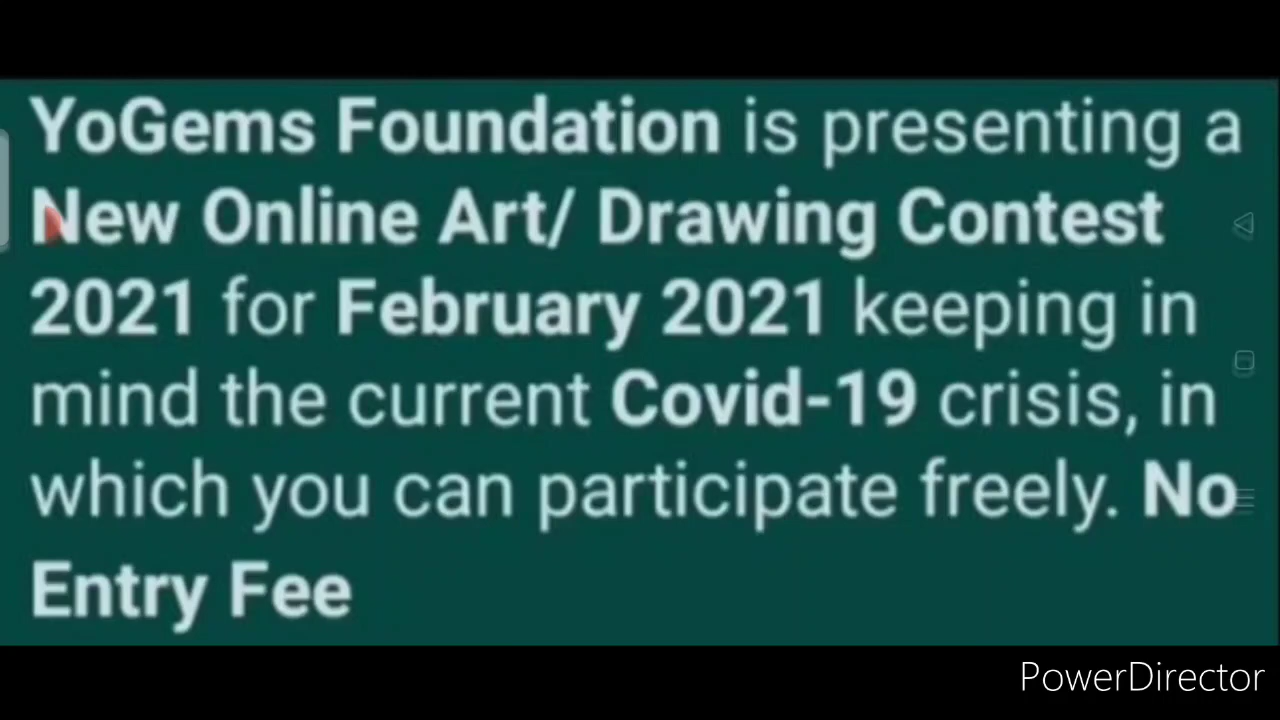 YoGems Foundation is presenting a
New Online Art/ Drawing Contest
2021 for February 2021 keeping in
mind the current Covid-19 crisis, in
which you can participate freely. No
Entry Fee
PowerDirector